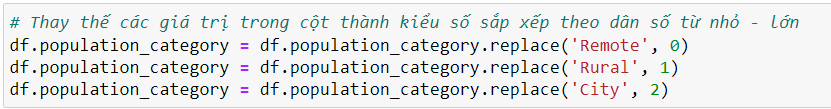 # Thay thế các giá trị trong cột thành kiểu số sắp xếp theo dân số từ nhỏ - lớn
df.population_category = df.population_category.replace('Remote', 0)
df.population_category = df.population_category.replace('Rural', 1)
df.population_category = df.population_category.replace('City', 2)